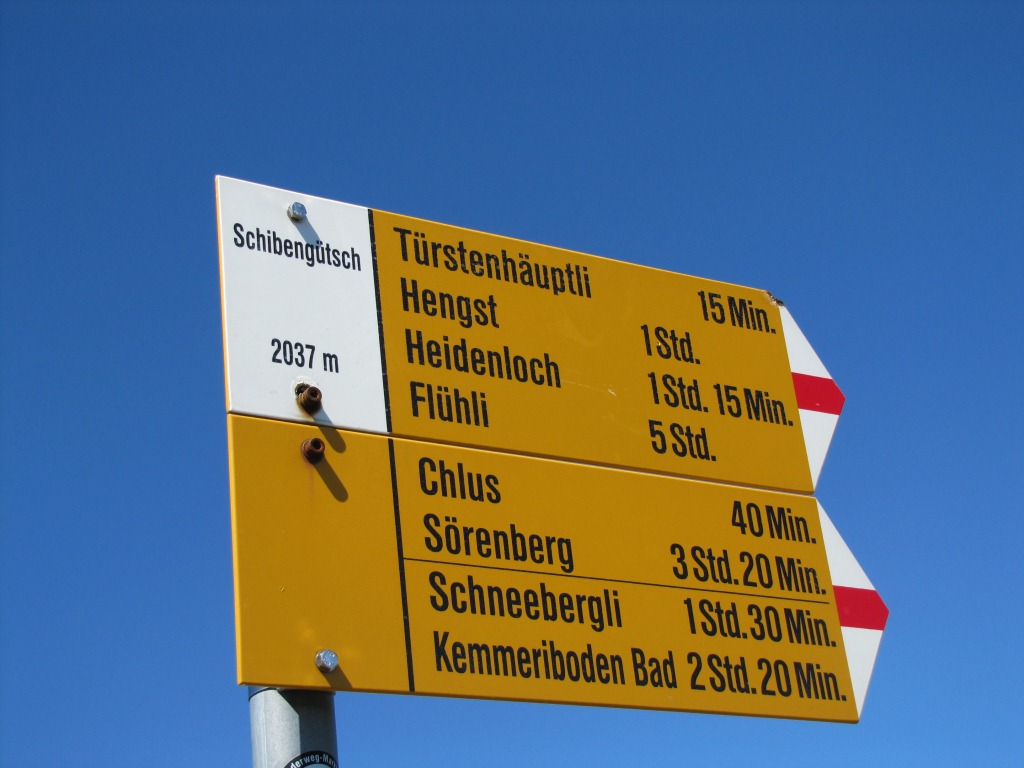 Schibengütsch
2037 m
Türstenhäuptli 15 Min.
Hengst 1 Std.
Heidenloch 1 Std. 15 Min.
Flühli 5 Std.
Chlus 40 Min.
Sörenberg 3 Std. 20 Min.
Schneebergli 1 Std. 30 Min.
Kemmeriboden Bad 2 Std. 20 Min.